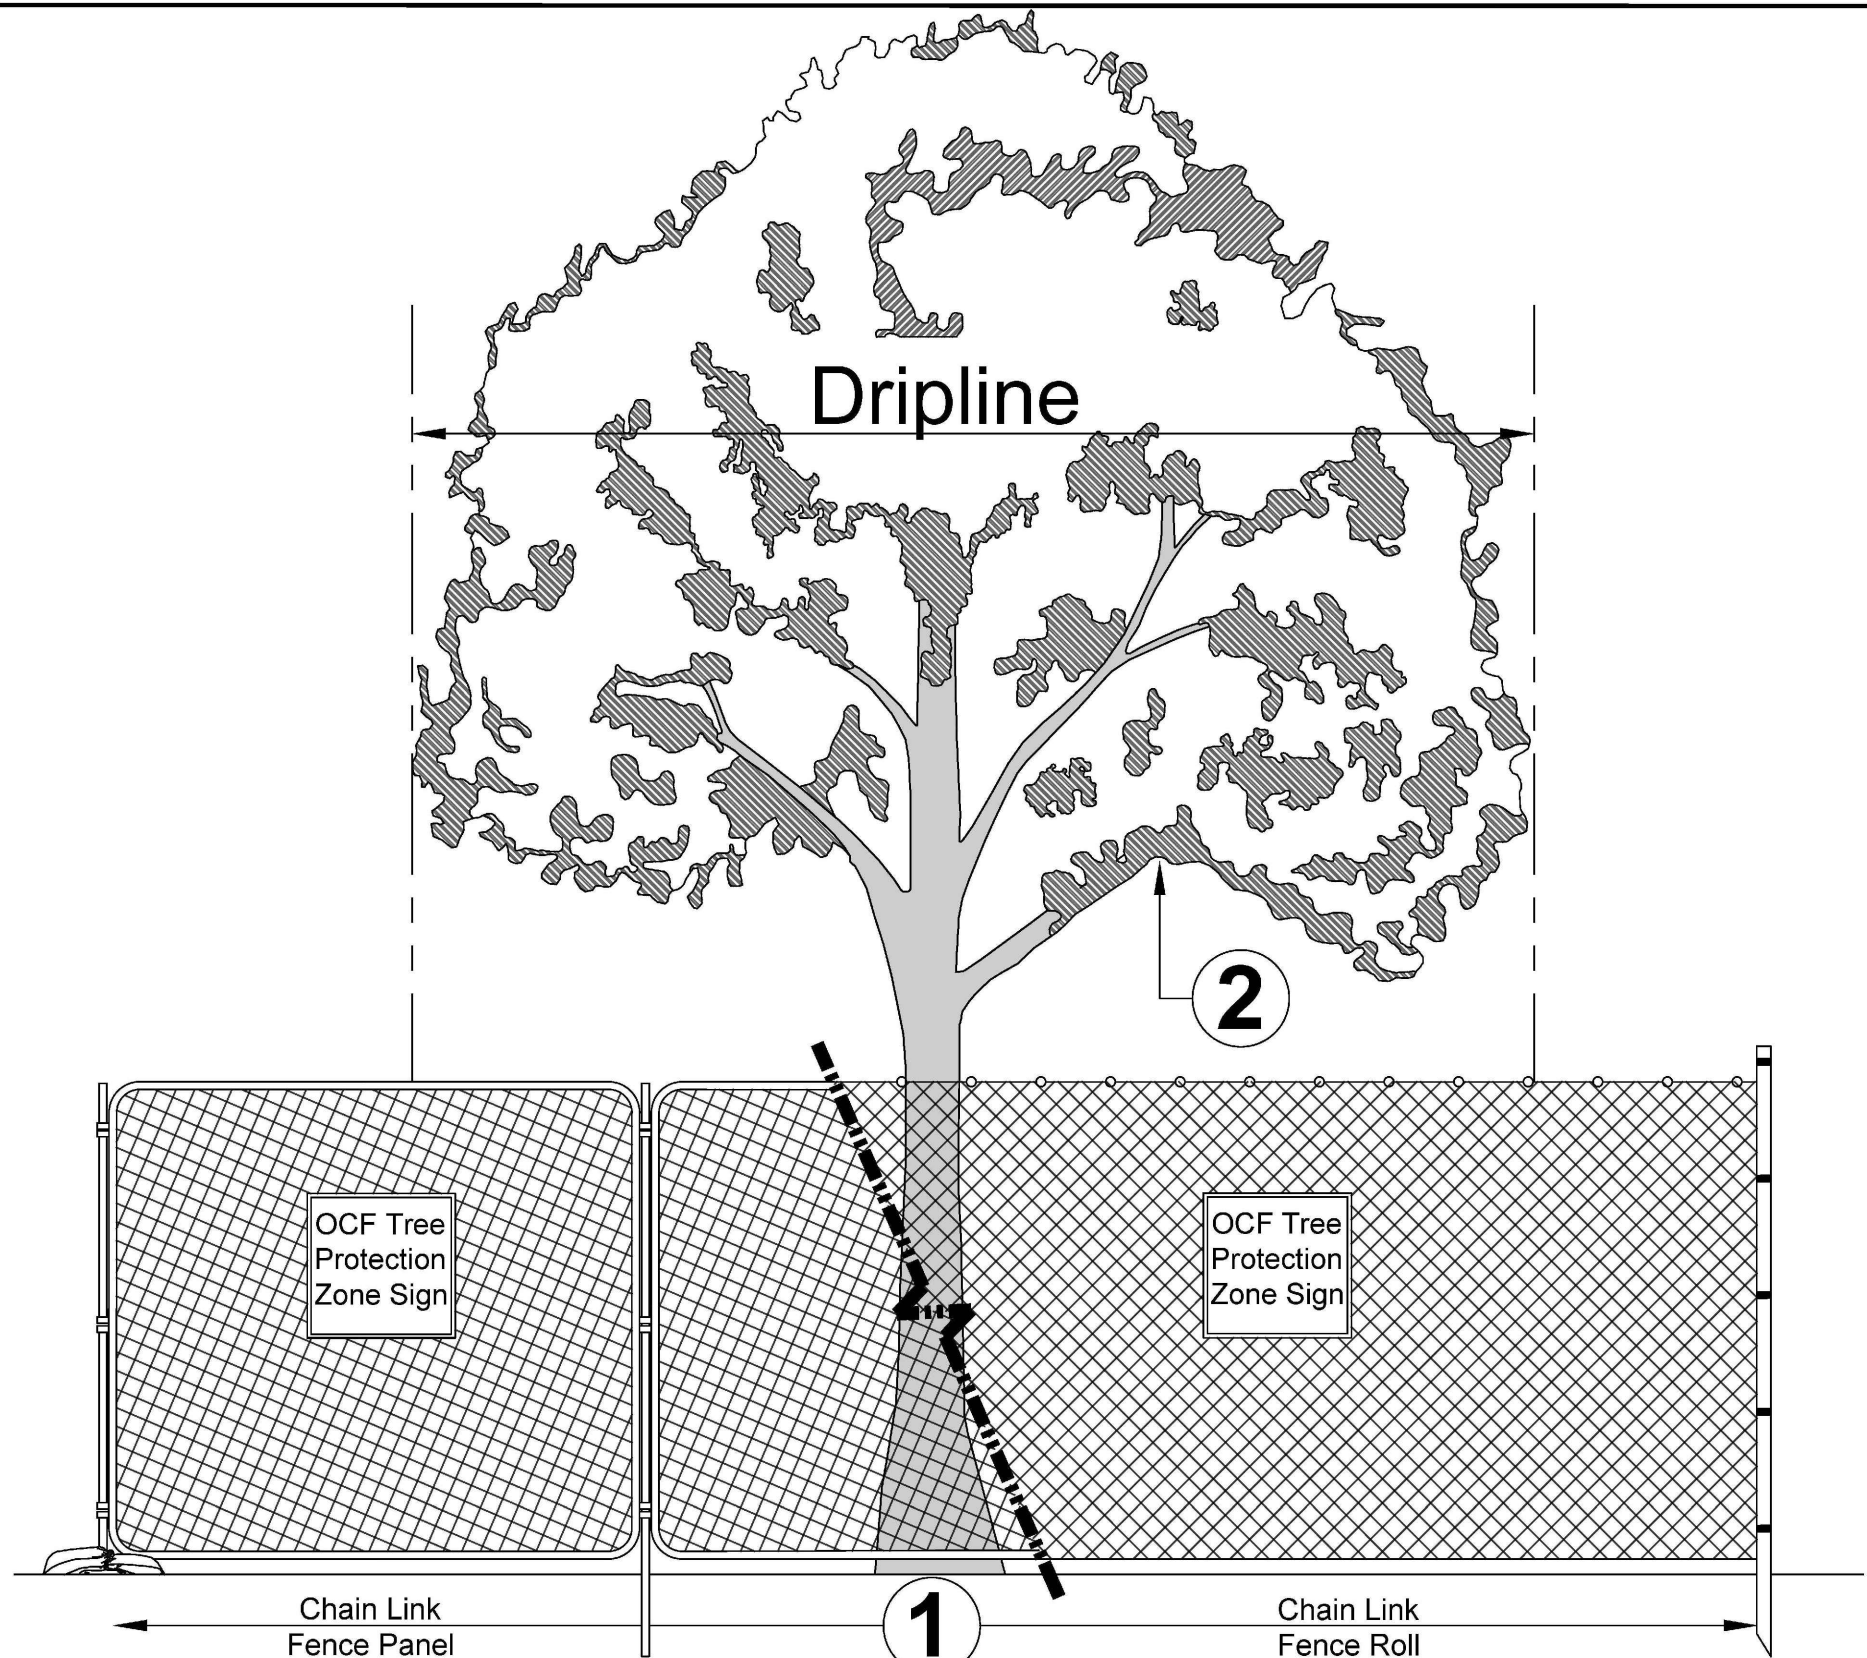 Dripline
2
OCF Tree
Protection
Zone Sign
OCF Tree
Protection
Zone Sign
Chain Link
Fence Panel
1
Chain Link
Fence Roll